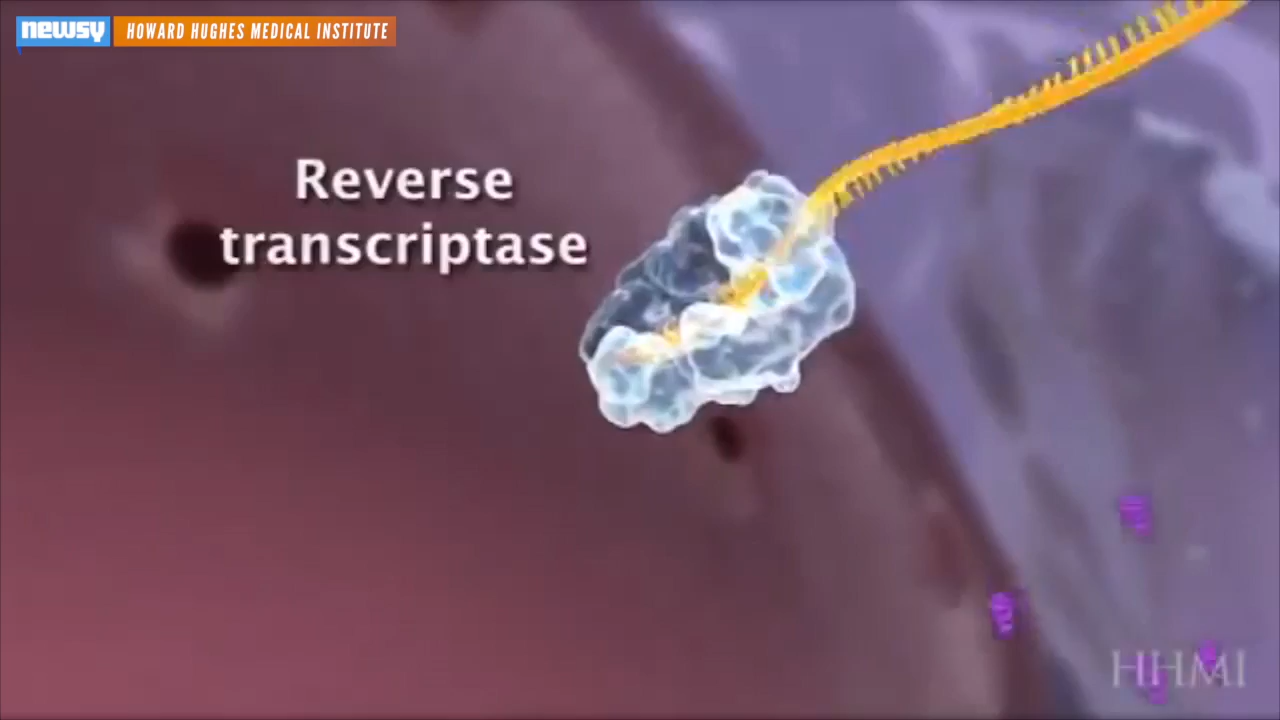 newsy
HOWARD HUGHES MEDICAL INSTITUTE
Reverse
transcriptase
HHMI